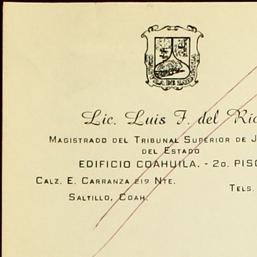 Lic. Luis F. del Río
Magistrado del Tribunal Superior de J
del Estado
EDIFICIO COAHUILA. - 2o. PISO
Calz. E. Carranza 219 Nte.
Tels.
Saltillo, Coah.